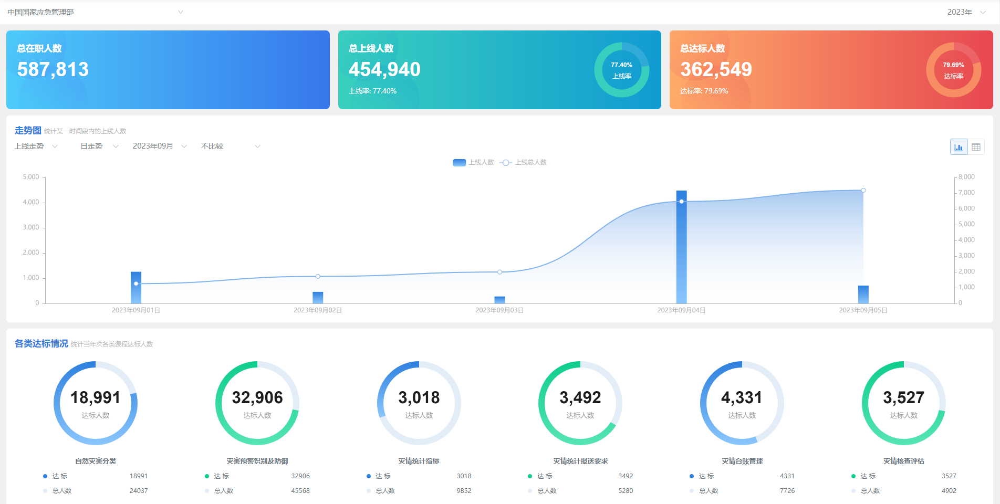 中国国家应急管理部
2023年
总在职人数
587,813
总上线人数
454,940
上线率: 77.40%
77.40%
上线率
总达标人数
362,549
达标率: 79.69%
79.69%
达标率
走势图 统计某一时间段内的上线人数
上线走势 日走势 2023年09月 不比较
上线人数 上线总人数
5,000
4,000
3,000
2,000
1,000
0
8,000
7,000
6,000
5,000
4,000
3,000
2,000
1,000
0
2023年09月01日 2023年09月02日 2023年09月03日 2023年09月04日 2023年09月05日
各类达标情况 统计当年次各类课程达标人数
18,991
达标人数
自然灾害分类
达 标 18991
总人数 24037
32,906
达标人数
灾害预警识别及防御
达 标 32906
总人数 45568
3,018
达标人数
灾情统计指标
达 标 3018
总人数 9852
3,492
达标人数
灾情统计报送要求
达 标 3492
总人数 5280
4,331
达标人数
灾情台账管理
达 标 4331
总人数 7726
3,527
达标人数
灾情核查评估
达 标 3527
总人数 4902